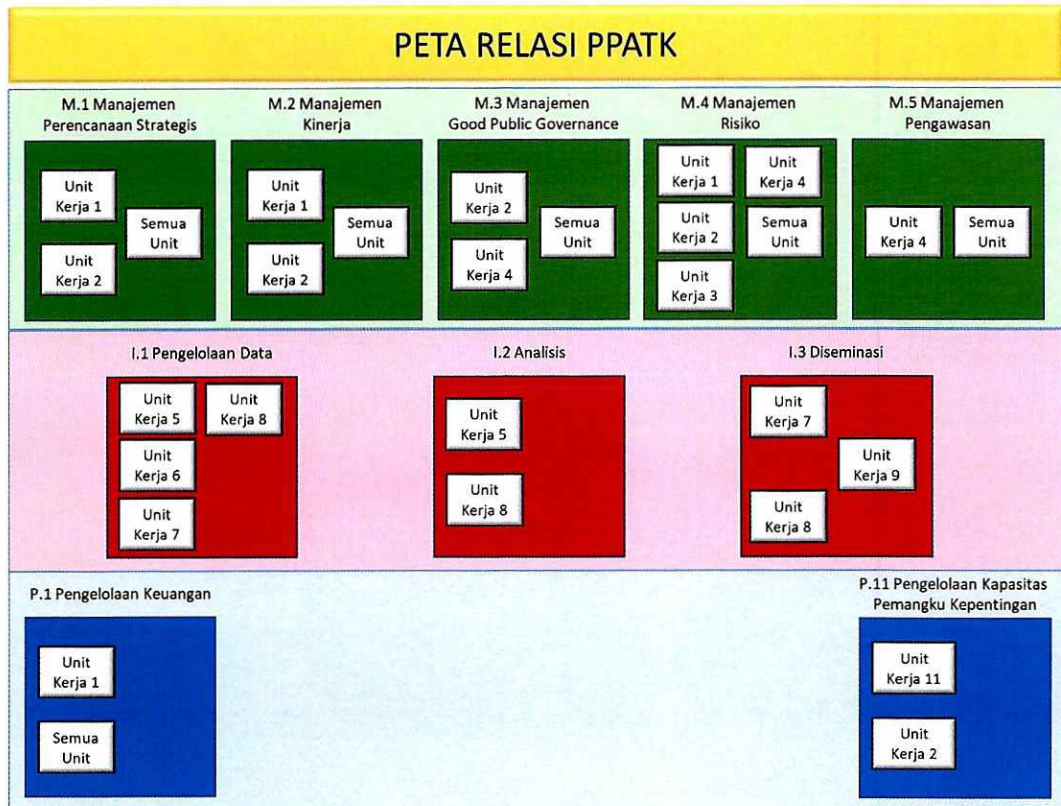 PETA RELASI PPATK
M.1 Manajemen
Perencanaan Strategis
Unit
Kerja 1
Semua
Unit
Unit
Kerja 2
M.2 Manajemen
Kinerja
Unit
Kerja 1
Semua
Unit
Unit
Kerja 2
M.3 Manajemen
Good Public Governance
Unit
Kerja 2
Semua
Unit
Unit
Kerja 4
M.4 Manajemen
Risiko
Unit
Kerja 1
Unit
Kerja 4
Unit
Kerja 2
Semua
Unit
Unit
Kerja 3
M.5 Manajemen
Pengawasan
Unit
Kerja 4
Semua
Unit
I.1 Pengelolaan Data
Unit
Kerja 5
Unit
Kerja 8
Unit
Kerja 6
Unit
Kerja 7
I.2 Analisis
Unit
Kerja 5
Unit
Kerja 8
I.3 Diseminasi
Unit
Kerja 7
Unit
Kerja 9
Unit
Kerja 8
P.1 Pengelolaan Keuangan
Unit
Kerja 1
Semua
Unit
P.11 Pengelolaan Kapasitas
Pemangku Kepentingan
Unit
Kerja 11
Unit
Kerja 2